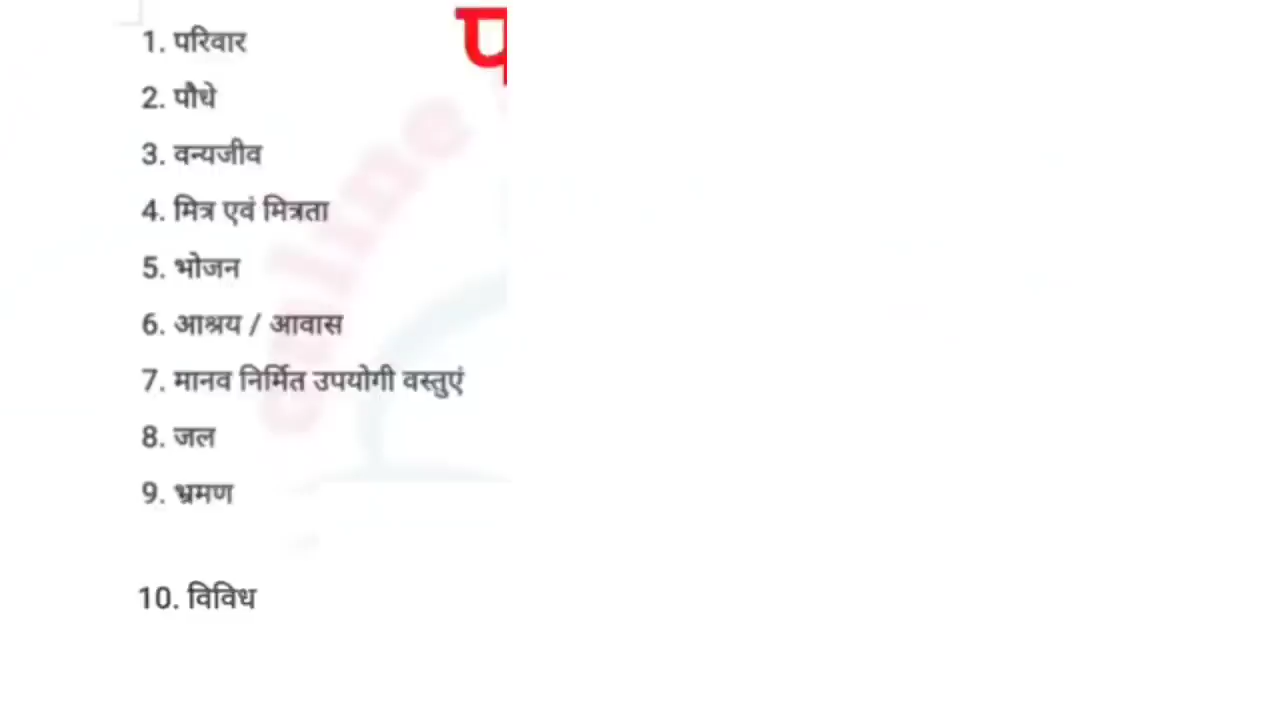 1. परिवार
2. पौधे
3. वन्यजीव
4. मित्र एवं मित्रता
5. भोजन
6. आश्रय / आवास
7. मानव निर्मित उपयोगी वस्तुएं
8. जल
9. भ्रमण
10. विविध